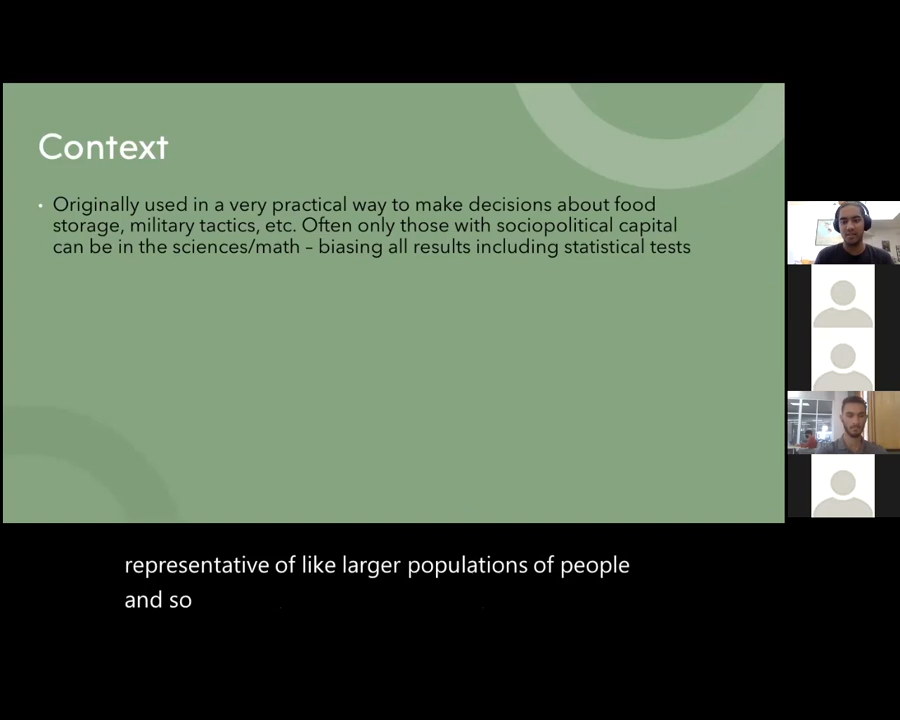 Context
• Originally used in a very practical way to make decisions about food
storage, military tactics, etc. Often only those with sociopolitical capital
can be in the sciences/math – biasing all results including statistical tests
representative of like larger populations of people
and so